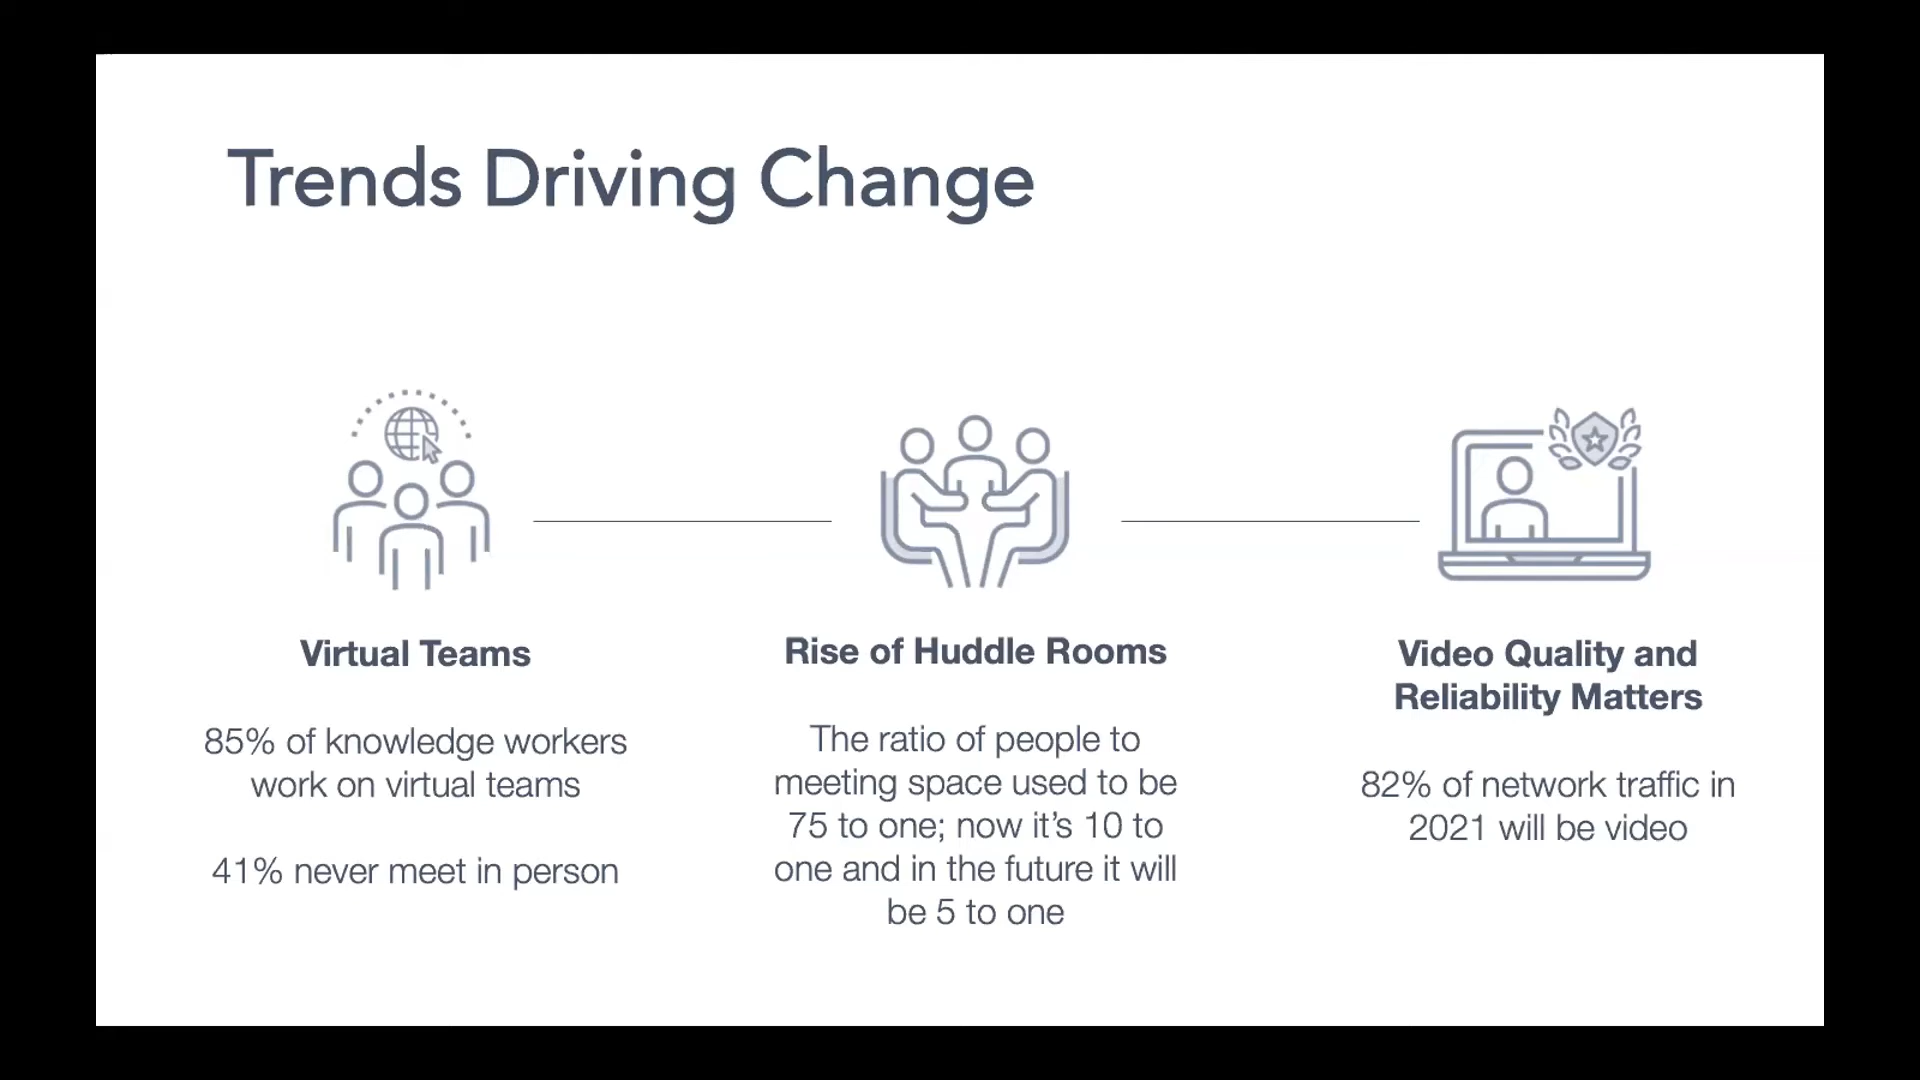 Trends Driving Change
Virtual Teams
85% of knowledge workers
work on virtual teams
41% never meet in person
Rise of Huddle Rooms
The ratio of people to
meeting space used to be
75 to one; now it’s 10 to
one and in the future it will
be 5 to one
Video Quality and
Reliability Matters
82% of network traffic in
2021 will be video